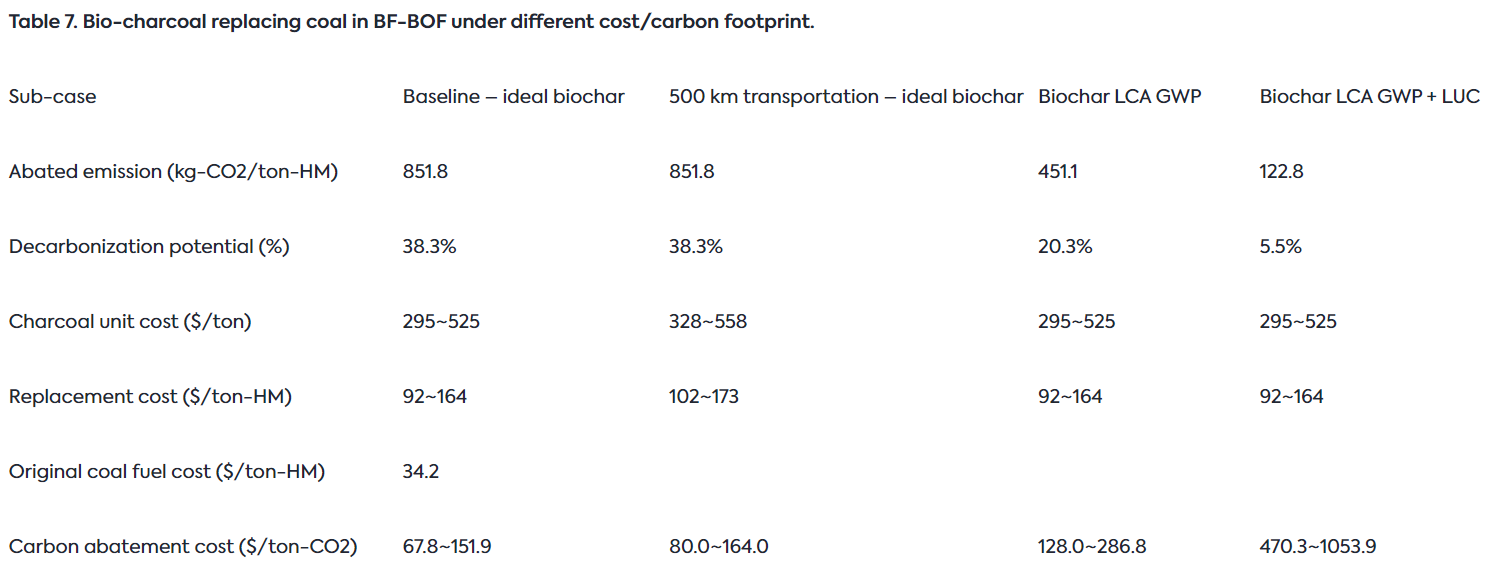 Table 7. Bio-charcoal replacing coal in BF-BOF under different cost/carbon footprint.
Sub-case Baseline – ideal biochar 500 km transportation – ideal biochar Biochar LCA GWP Biochar LCA GWP + LUC
Abated emission (kg-CO2/ton-HM) 851.8 851.8 451.1 122.8
Decarbonization potential (%) 38.3% 38.3% 20.3% 5.5%
Charcoal unit cost ($/ton) 295~525 328~558 295~525 295~525
Replacement cost ($/ton-HM) 92~164 102~173 92~164 92~164
Original coal fuel cost ($/ton-HM) 34.2
Carbon abatement cost ($/ton-CO2) 67.8~151.9 80.0~164.0 128.0~286.8 470.3~1053.9